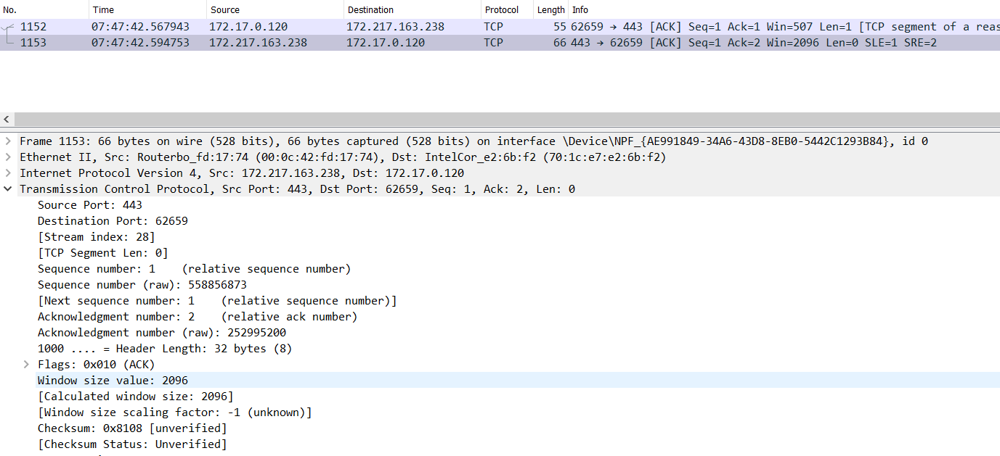 No. Time Source Destination Protocol Length Info
1152 07:47:42.567943 172.17.0.120 172.217.163.238 TCP 55 62659 → 443 [ACK] Seq=1 Ack=1 Win=507 Len=1 [TCP segment of a reas
1153 07:47:42.594753 172.217.163.238 172.17.0.120 TCP 66 443 → 62659 [ACK] Seq=1 Ack=2 Win=2096 Len=0 SLE=1 SRE=2
Frame 1153: 66 bytes on wire (528 bits), 66 bytes captured (528 bits) on interface \Device\NPF_{AE991849-34A6-43D8-8EB0-5442C1293B84}, id 0
Ethernet II, Src: Routerbo_fd:17:74 (00:0c:42:fd:17:74), Dst: IntelCor_e2:6b:f2 (70:1c:e7:e2:6b:f2)
Internet Protocol Version 4, Src: 172.217.163.238, Dst: 172.17.0.120
Transmission Control Protocol, Src Port: 443, Dst Port: 62659, Seq: 1, Ack: 2, Len: 0
Source Port: 443
Destination Port: 62659
[Stream index: 28]
[TCP Segment Len: 0]
Sequence number: 1 (relative sequence number)
Sequence number (raw): 558856873
[Next sequence number: 1 (relative sequence number)]
Acknowledgment number: 2 (relative ack number)
Acknowledgment number (raw): 252995200
1000 .... = Header Length: 32 bytes (8)
Flags: 0x010 (ACK)
Window size value: 2096
[Calculated window size: 2096]
[Window size scaling factor: -1 (unknown)]
Checksum: 0x8108 [unverified]
[Checksum Status: Unverified]